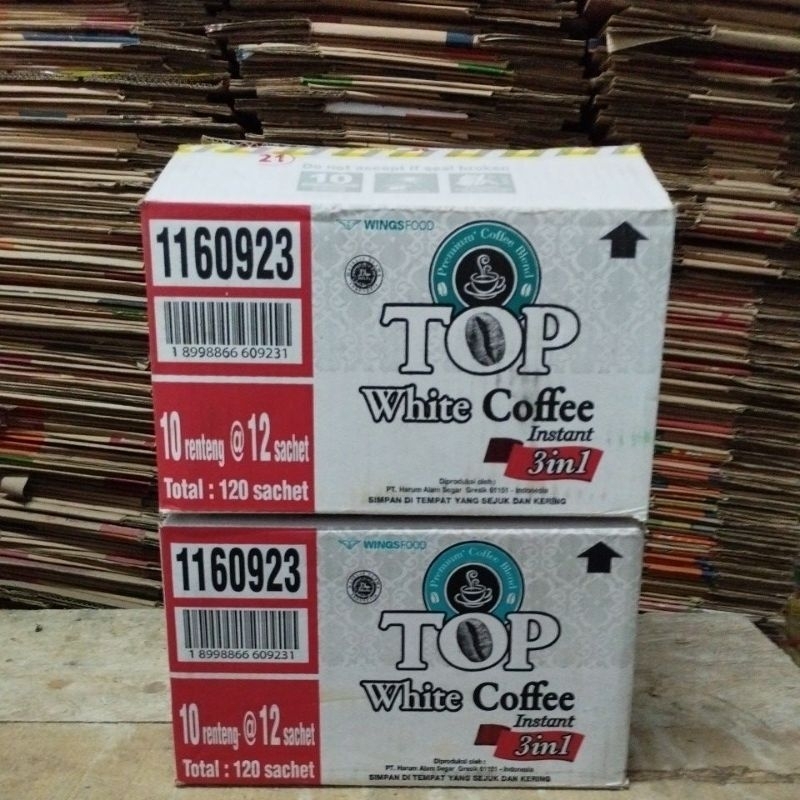 21
Do not accept if seal broken
10
1160923
1 8998866 609231
10 renteng @ 12 sachet
Total : 120 sachet
WINGSFOOD
Premium Coffee Blend
TOP
White Coffee
Instant
3in1
Diproduksi oleh :
PT. Harum Alam Segar Gresik 61101 - Indonesia
SIMPAN DI TEMPAT YANG SEJUK DAN KERING
1160923
1 8998866 609231
10 renteng @ 12 sachet
Total : 120 sachet
WINGSFOOD
Premium Coffee Blend
TOP
White Coffee
Instant
3in1
Diproduksi oleh :
PT. Harum Alam Segar Gresik 61101 - Indonesia
SIMPAN DI TEMPAT YANG SEJUK DAN KERING